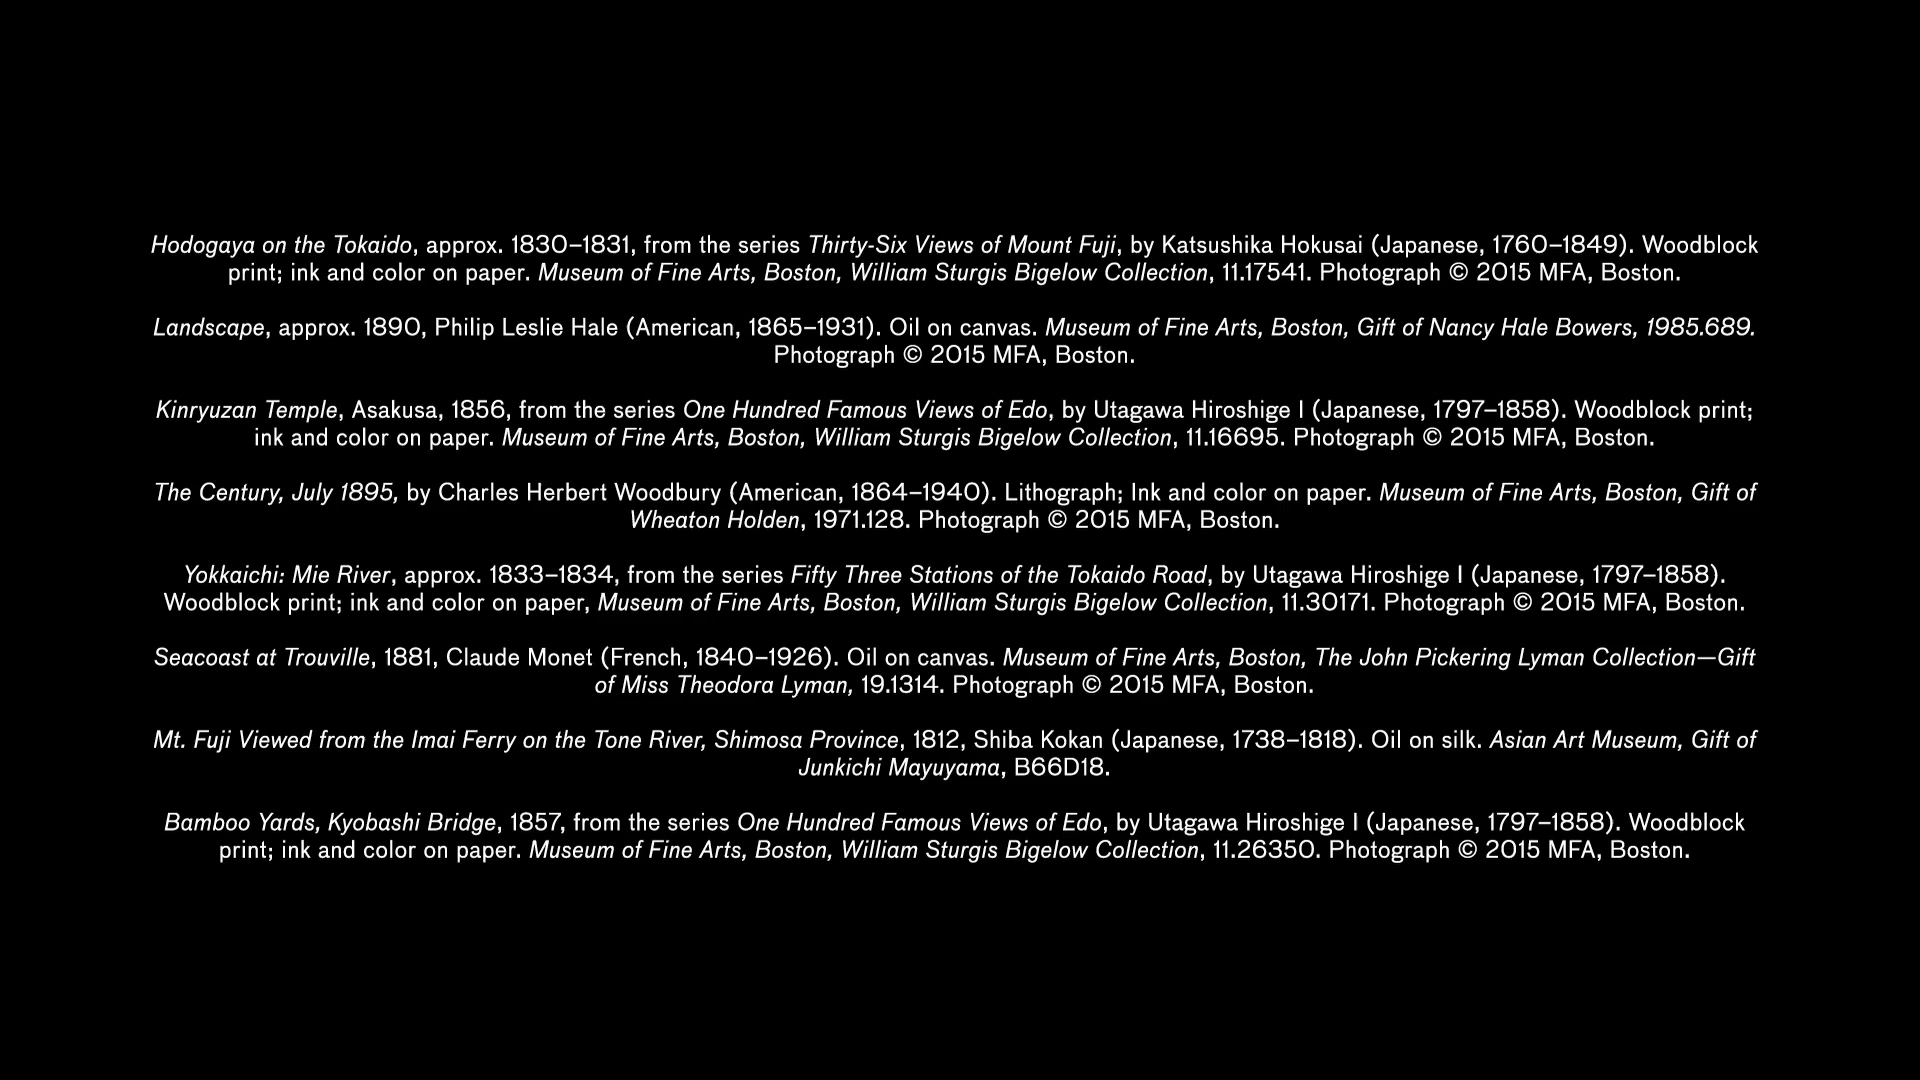 Hodogaya on the Tokaido, approx. 1830–1831, from the series Thirty-Six Views of Mount Fuji, by Katsushika Hokusai (Japanese, 1760–1849). Woodblock
print; ink and color on paper. Museum of Fine Arts, Boston, William Sturgis Bigelow Collection, 11.17541. Photograph © 2015 MFA, Boston.
Landscape, approx. 1890, Philip Leslie Hale (American, 1865–1931). Oil on canvas. Museum of Fine Arts, Boston, Gift of Nancy Hale Bowers, 1985.689.
Photograph © 2015 MFA, Boston.
Kinryuzan Temple, Asakusa, 1856, from the series One Hundred Famous Views of Edo, by Utagawa Hiroshige I (Japanese, 1797–1858). Woodblock print;
ink and color on paper. Museum of Fine Arts, Boston, William Sturgis Bigelow Collection, 11.16695. Photograph © 2015 MFA, Boston.
The Century, July 1895, by Charles Herbert Woodbury (American, 1864–1940). Lithograph; Ink and color on paper. Museum of Fine Arts, Boston, Gift of
Wheaton Holden, 1971.128. Photograph © 2015 MFA, Boston.
Yokkaichi: Mie River, approx. 1833–1834, from the series Fifty Three Stations of the Tokaido Road, by Utagawa Hiroshige I (Japanese, 1797–1858).
Woodblock print; ink and color on paper, Museum of Fine Arts, Boston, William Sturgis Bigelow Collection, 11.30171. Photograph © 2015 MFA, Boston.
Seacoast at Trouville, 1881, Claude Monet (French, 1840–1926). Oil on canvas. Museum of Fine Arts, Boston, The John Pickering Lyman Collection—Gift
of Miss Theodora Lyman, 19.1314. Photograph © 2015 MFA, Boston.
Mt. Fuji Viewed from the Imai Ferry on the Tone River, Shimosa Province, 1812, Shiba Kokan (Japanese, 1738–1818). Oil on silk. Asian Art Museum, Gift of
Junkichi Mayuyama, B66D18.
Bamboo Yards, Kyobashi Bridge, 1857, from the series One Hundred Famous Views of Edo, by Utagawa Hiroshige I (Japanese, 1797–1858). Woodblock
print; ink and color on paper. Museum of Fine Arts, Boston, William Sturgis Bigelow Collection, 11.26350. Photograph © 2015 MFA, Boston.